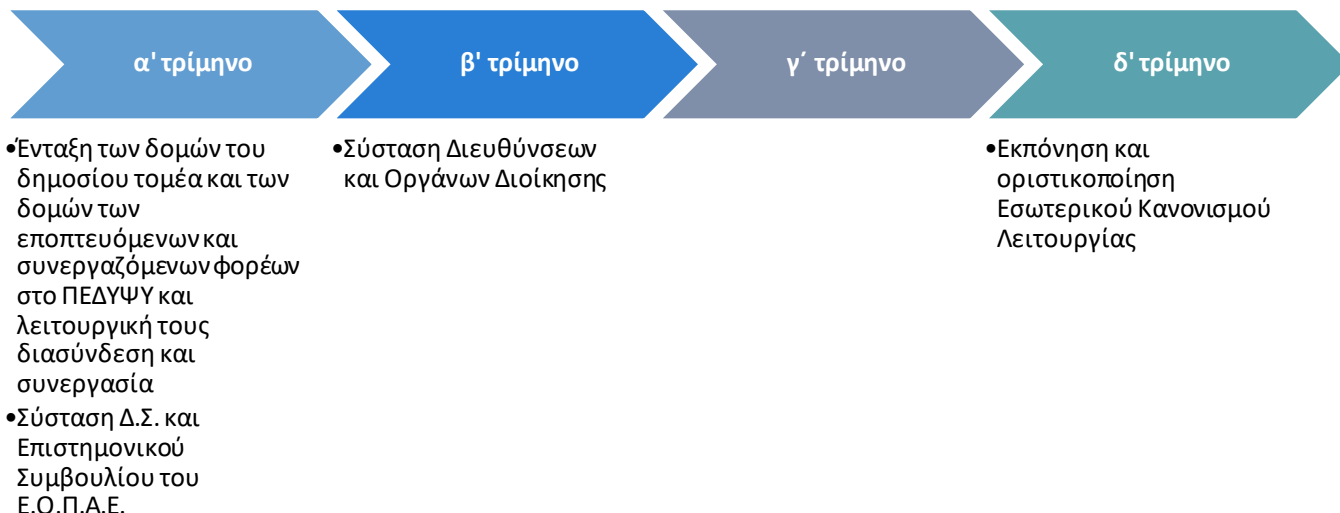 α' τρίμηνο
β' τρίμηνο
γ΄ τρίμηνο
δ' τρίμηνο
•Ένταξη των δομών του
δημοσίου τομέα και των
δομών των
εποπτευόμενων και
συνεργαζόμενων φορέων
στο ΠΕΔΥΨΥ και
λειτουργική τους
διασύνδεση και
συνεργασία
•Σύσταση Δ.Σ. και
Επιστημονικού
Συμβουλίου του
Ε.Ο.Π.Α.Ε.
•Σύσταση Διευθύνσεων
και Οργάνων Διοίκησης
•Εκπόνηση και
οριστικοποίηση
Εσωτερικού Κανονισμού
Λειτουργίας